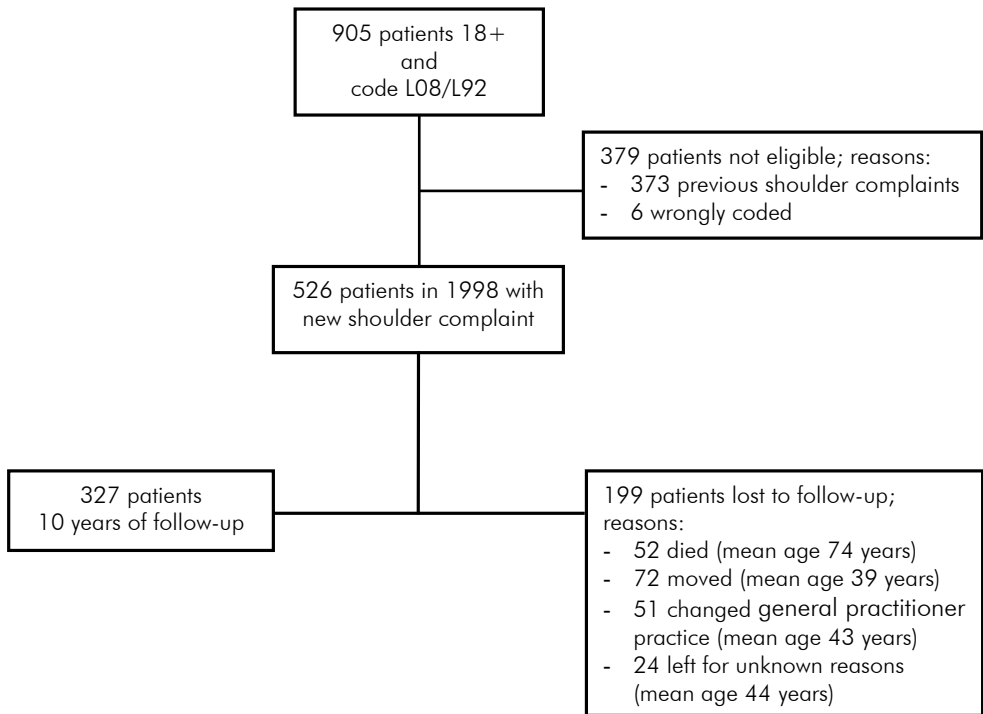 905 patients 18+
and
code L08/L92
379 patients not eligible; reasons:
- 373 previous shoulder complaints
- 6 wrongly coded
526 patients in 1998 with
new shoulder complaint
327 patients
10 years of follow-up
199 patients lost to follow-up;
reasons:
- 52 died (mean age 74 years)
- 72 moved (mean age 39 years)
- 51 changed general practitioner
practice (mean age 43 years)
- 24 left for unknown reasons
(mean age 44 years)